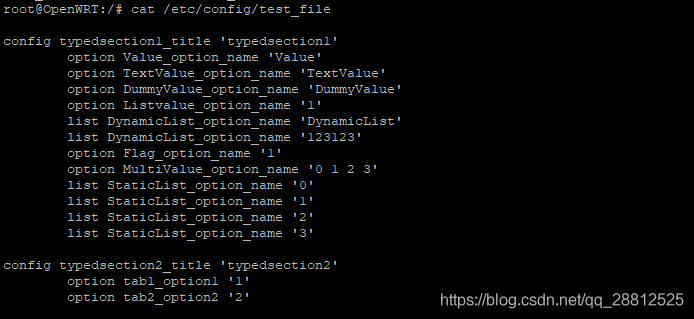 root@OpenWRT:/# cat /etc/config/test_file
config typedsection1_title 'typedsection1'
option Value_option_name 'Value'
option TextValue_option_name 'TextValue'
option DummyValue_option_name 'DummyValue'
option Listvalue_option_name '1'
list DynamicList_option_name 'DynamicList'
list DynamicList_option_name '123123'
option Flag_option_name '1'
option MultiValue_option_name '0 1 2 3'
list StaticList_option_name '0'
list StaticList_option_name '1'
list StaticList_option_name '2'
list StaticList_option_name '3'
config typedsection2_title 'typedsection2'
option tab1_option1 '1'
option tab2_option2 '2'
https://blog.csdn.net/qq_28812525